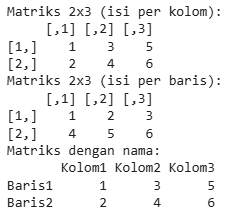 Matriks 2x3 (isi per kolom):
     [,1] [,2] [,3]
[1,]    1    3    5
[2,]    2    4    6
Matriks 2x3 (isi per baris):
     [,1] [,2] [,3]
[1,]    1    2    3
[2,]    4    5    6
Matriks dengan nama:
       Kolom1 Kolom2 Kolom3
Baris1      1      3      5
Baris2      2      4      6